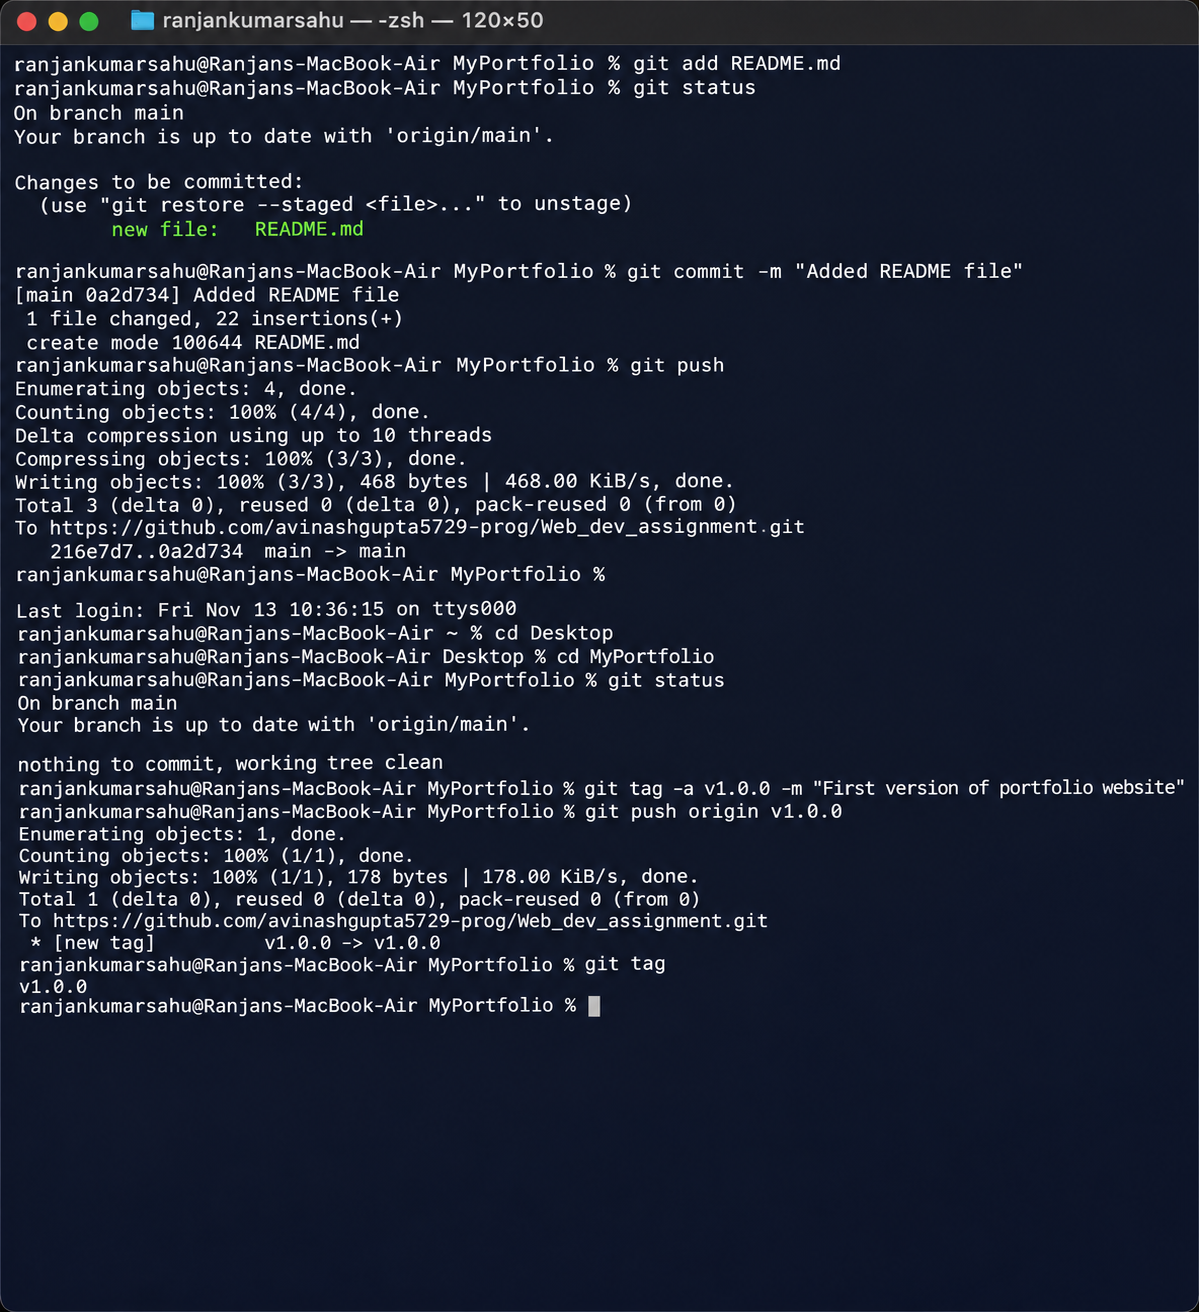 ranjankumarsahu — -zsh — 120×50
ranjankumarsahu@Ranjans-MacBook-Air MyPortfolio % git add README.md
ranjankumarsahu@Ranjans-MacBook-Air MyPortfolio % git status
On branch main
Your branch is up to date with 'origin/main'.
Changes to be committed:
  (use "git restore --staged <file>..." to unstage)
        new file:   README.md
ranjankumarsahu@Ranjans-MacBook-Air MyPortfolio % git commit -m "Added README file"
[main 0a2d734] Added README file
 1 file changed, 22 insertions(+)
 create mode 100644 README.md
ranjankumarsahu@Ranjans-MacBook-Air MyPortfolio % git push
Enumerating objects: 4, done.
Counting objects: 100% (4/4), done.
Delta compression using up to 10 threads
Compressing objects: 100% (3/3), done.
Writing objects: 100% (3/3), 468 bytes | 468.00 KiB/s, done.
Total 3 (delta 0), reused 0 (delta 0), pack-reused 0 (from 0)
To https://github.com/avinashgupta5729-prog/Web_dev_assignment.git
   216e7d7..0a2d734  main -> main
ranjankumarsahu@Ranjans-MacBook-Air MyPortfolio %
Last login: Fri Nov 13 10:36:15 on ttys000
ranjankumarsahu@Ranjans-MacBook-Air ~ % cd Desktop
ranjankumarsahu@Ranjans-MacBook-Air Desktop % cd MyPortfolio
ranjankumarsahu@Ranjans-MacBook-Air MyPortfolio % git status
On branch main
Your branch is up to date with 'origin/main'.
nothing to commit, working tree clean
ranjankumarsahu@Ranjans-MacBook-Air MyPortfolio % git tag -a v1.0.0 -m "First version of portfolio website"
ranjankumarsahu@Ranjans-MacBook-Air MyPortfolio % git push origin v1.0.0
Enumerating objects: 1, done.
Counting objects: 100% (1/1), done.
Writing objects: 100% (1/1), 178 bytes | 178.00 KiB/s, done.
Total 1 (delta 0), reused 0 (delta 0), pack-reused 0 (from 0)
To https://github.com/avinashgupta5729-prog/Web_dev_assignment.git
 * [new tag]         v1.0.0 -> v1.0.0
ranjankumarsahu@Ranjans-MacBook-Air MyPortfolio % git tag
v1.0.0
ranjankumarsahu@Ranjans-MacBook-Air MyPortfolio %